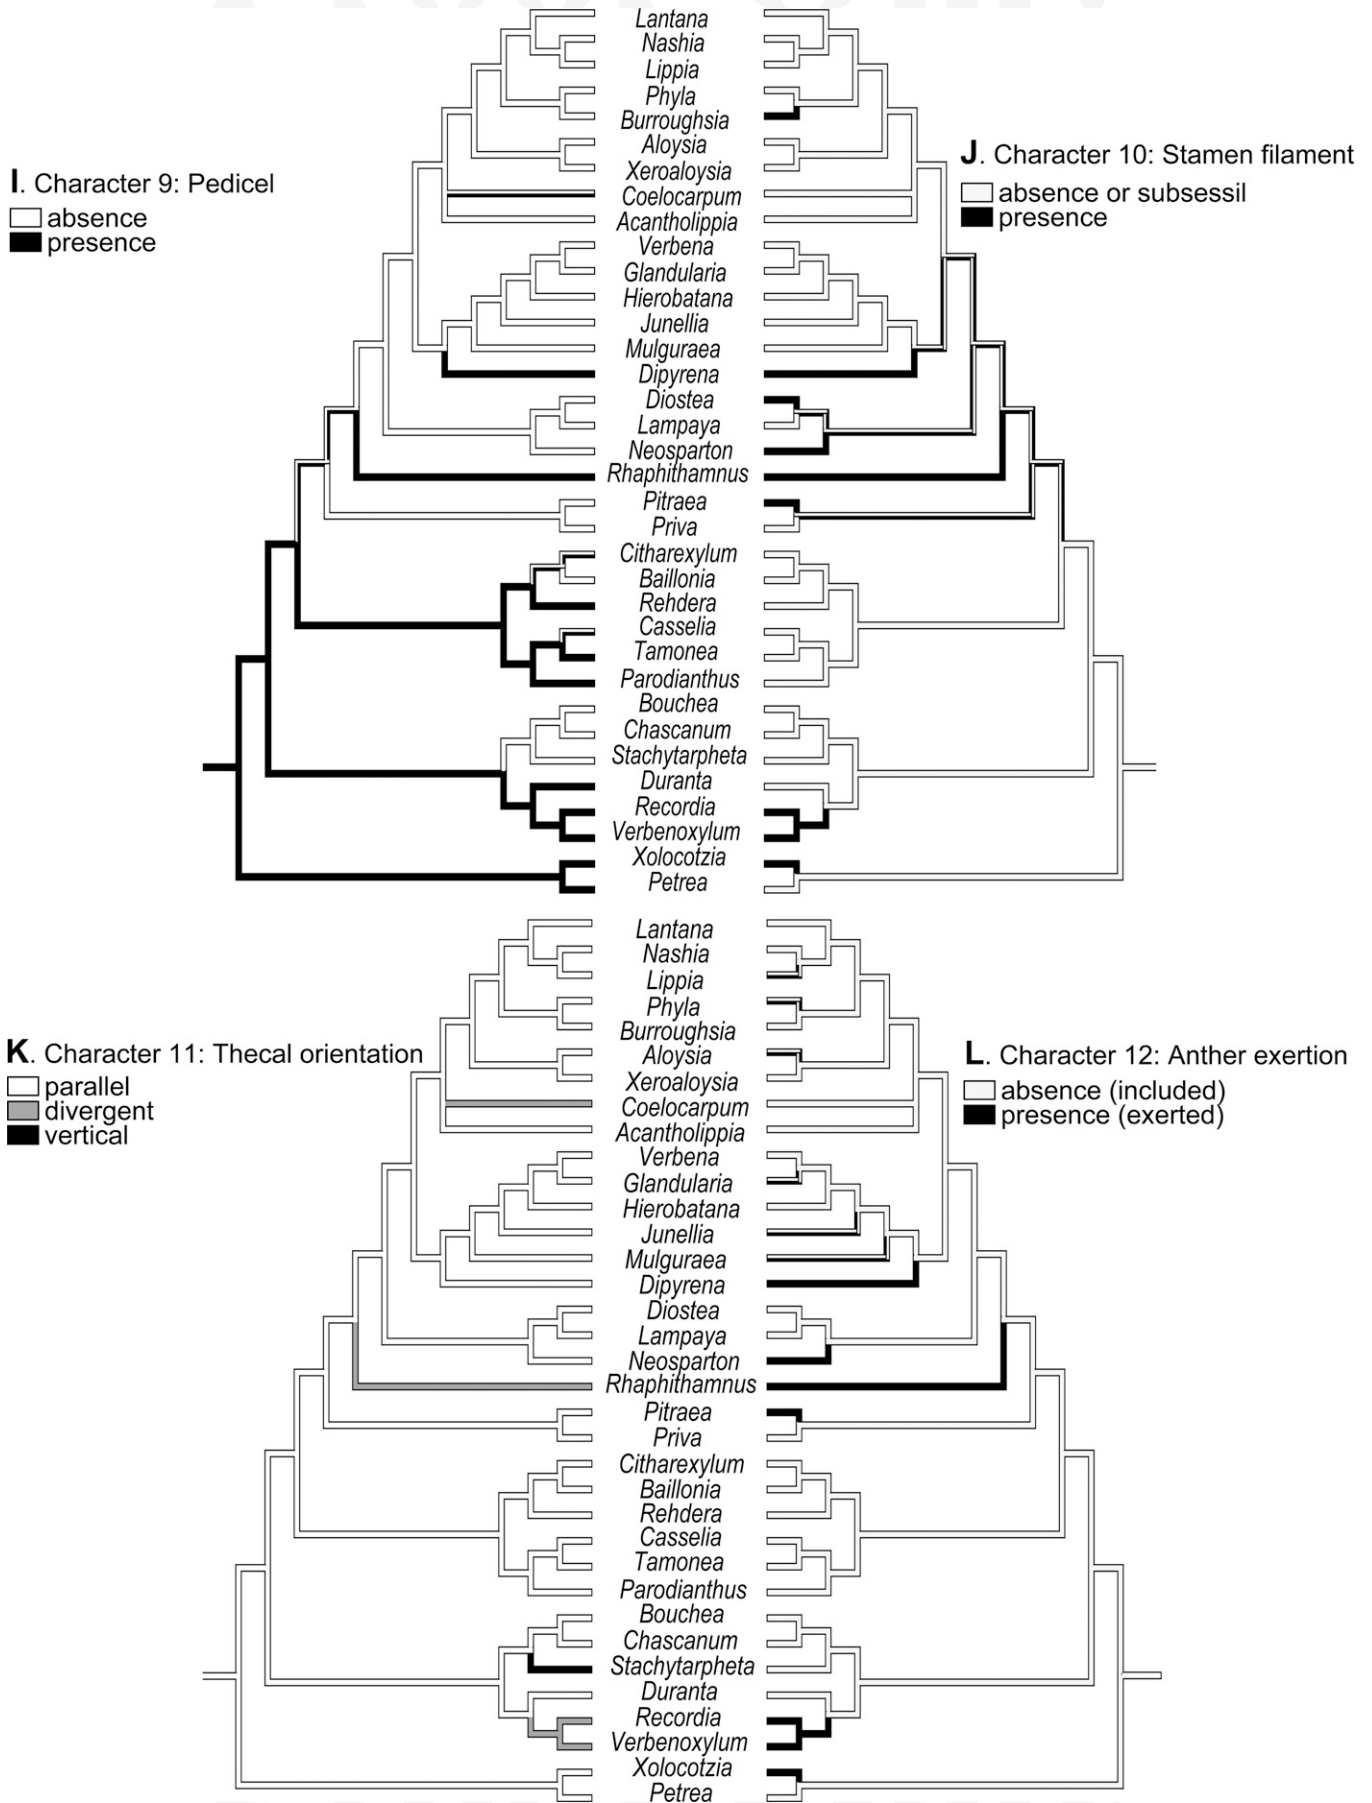 I. Character 9: Pedicel
absence
presence
Lantana
Nashia
Lippia
Phyla
Burroughsia
Aloysia
Xeroaloysia
Coelocarpum
Acantholippia
Verbena
Glandularia
Hierobatana
Junellia
Mulguraea
Dipyrena
Diostea
Lampaya
Neosparton
Rhaphithamnus
Pitraea
Priva
Citharexylum
Baillonia
Rehdera
Casselia
Tamonea
Parodianthus
Bouchea
Chascanum
Stachytarpheta
Duranta
Recordia
Verbenoxylum
Xolocotzia
Petrea
J. Character 10: Stamen filament
absence or subsessil
presence
K. Character 11: Thecal orientation
parallel
divergent
vertical
Lantana
Nashia
Lippia
Phyla
Burroughsia
Aloysia
Xeroaloysia
Coelocarpum
Acantholippia
Verbena
Glandularia
Hierobatana
Junellia
Mulguraea
Dipyrena
Diostea
Lampaya
Neosparton
Rhaphithamnus
Pitraea
Priva
Citharexylum
Baillonia
Rehdera
Casselia
Tamonea
Parodianthus
Bouchea
Chascanum
Stachytarpheta
Duranta
Recordia
Verbenoxylum
Xolocotzia
Petrea
L. Character 12: Anther exertion
absence (included)
presence (exerted)